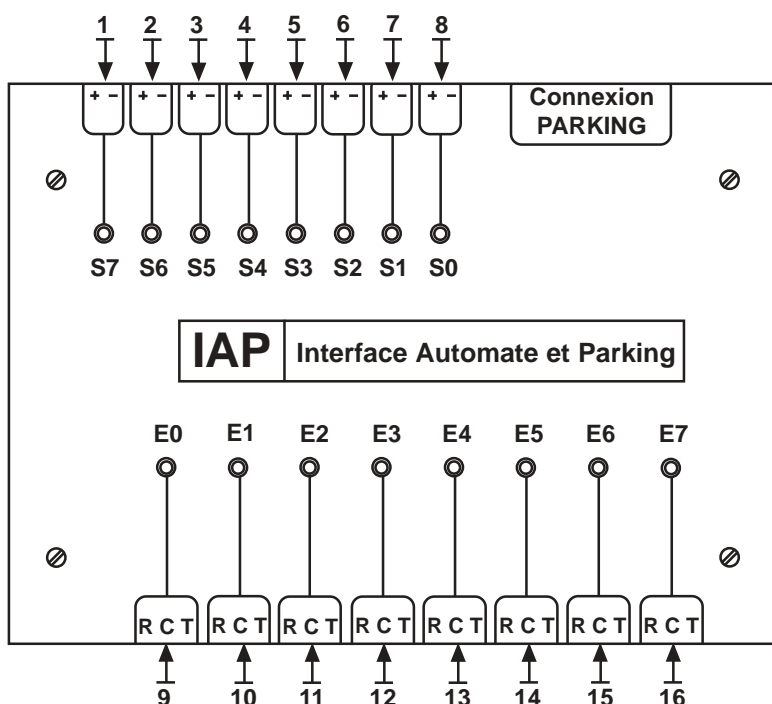 1 2 3 4 5 6 7 8
+ - + - + - + - + - + - + - + -
Connexion
PARKING
S7 S6 S5 S4 S3 S2 S1 S0
IAP Interface Automate et Parking
E0 E1 E2 E3 E4 E5 E6 E7
R C T R C T R C T R C T R C T R C T R C T R C T
9 10 11 12 13 14 15 16